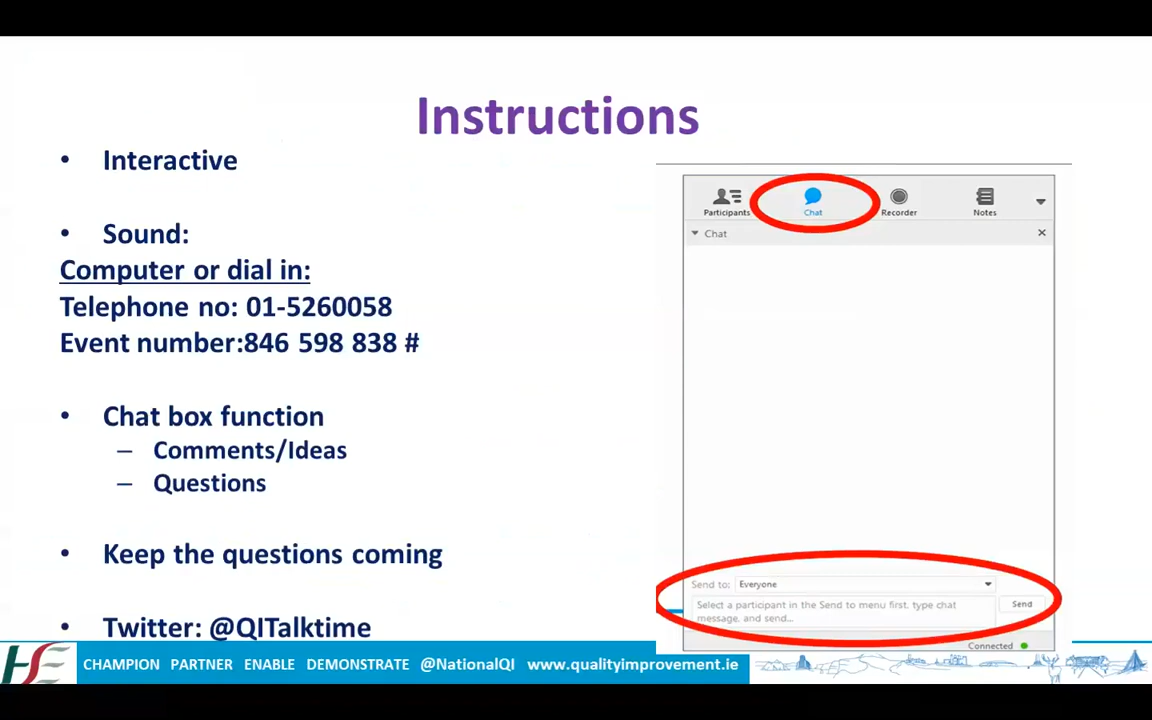 Instructions
• Interactive
• Sound:
Computer or dial in:
Telephone no: 01-5260058
Event number:846 598 838 #
• Chat box function
– Comments/Ideas
– Questions
• Keep the questions coming
• Twitter: @QITalktime
Participants Chat Recorder Notes
Chat
Send to: Everyone
Select a participant in the Send to menu first, type chat
message, and send...
Send
Connected
HSE CHAMPION PARTNER ENABLE DEMONSTRATE @NationalQI www.qualityimprovement.ie